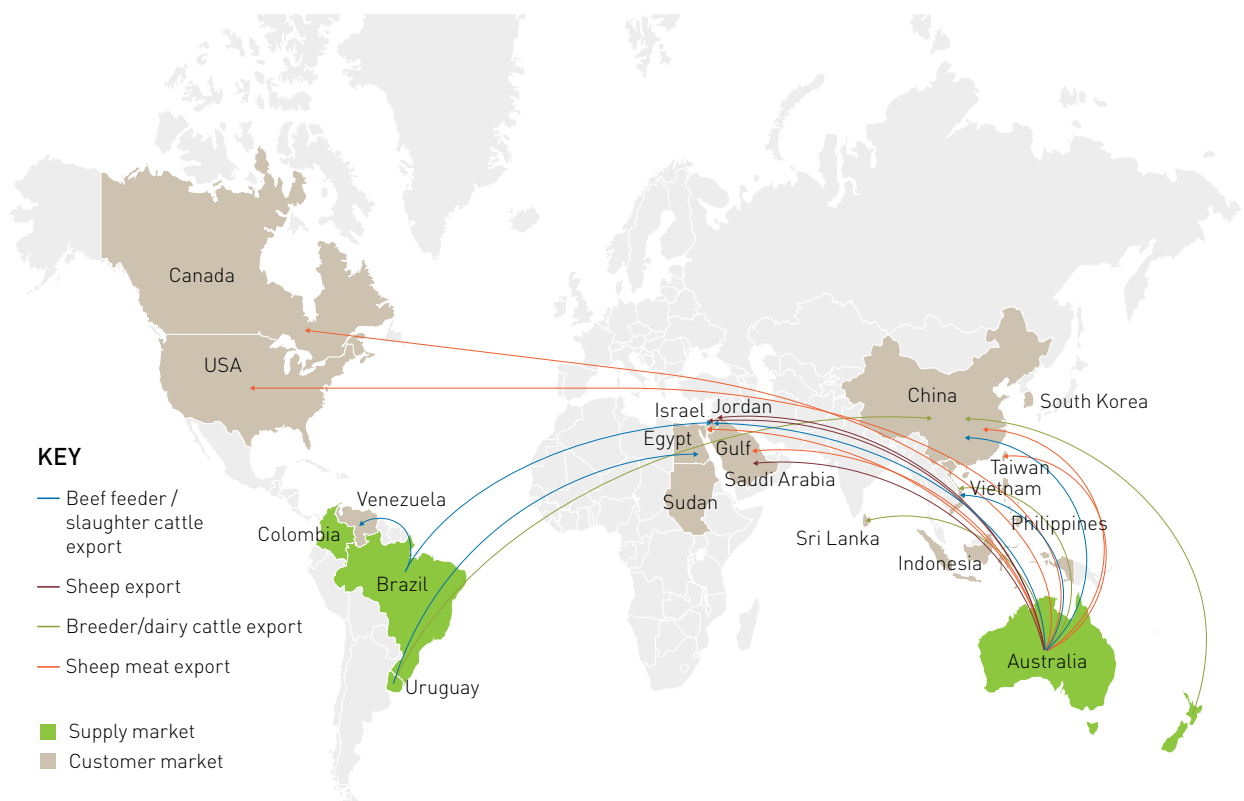 Canada
USA
Israel
Jordan
China
South Korea
Egypt
Gulf
Saudi Arabia
Taiwan
Vietnam
Venezuela
Sudan
Philippines
Colombia
Sri Lanka
Indonesia
Brazil
Australia
Uruguay
KEY
Beef feeder /
slaughter cattle
export
Sheep export
Breeder/dairy cattle export
Sheep meat export
Supply market
Customer market